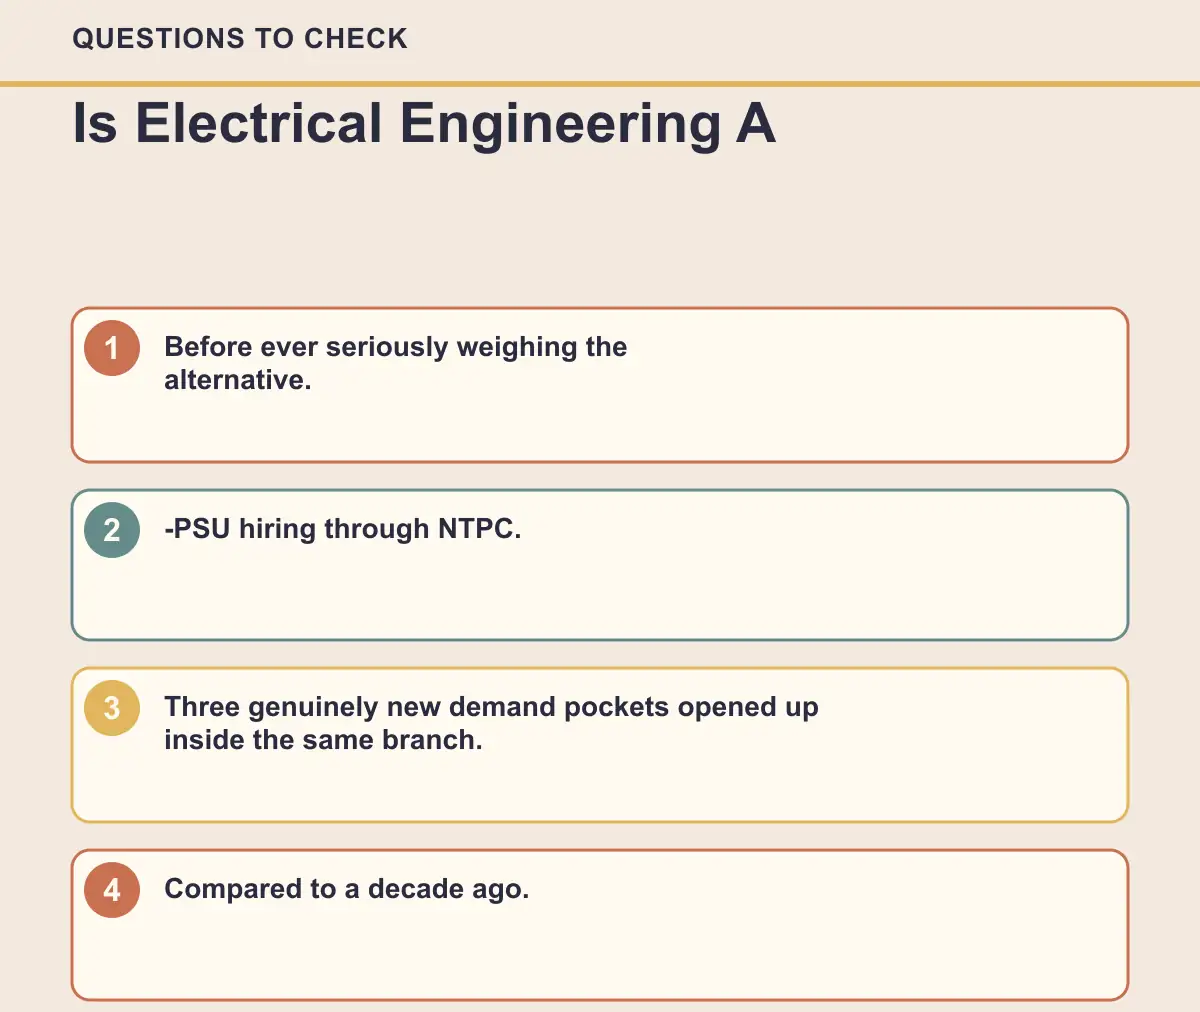 QUESTIONS TO CHECK
Is Electrical Engineering A
1
Before ever seriously weighing the
alternative.
2
-PSU hiring through NTPC.
3
Three genuinely new demand pockets opened up
inside the same branch.
4
Compared to a decade ago.